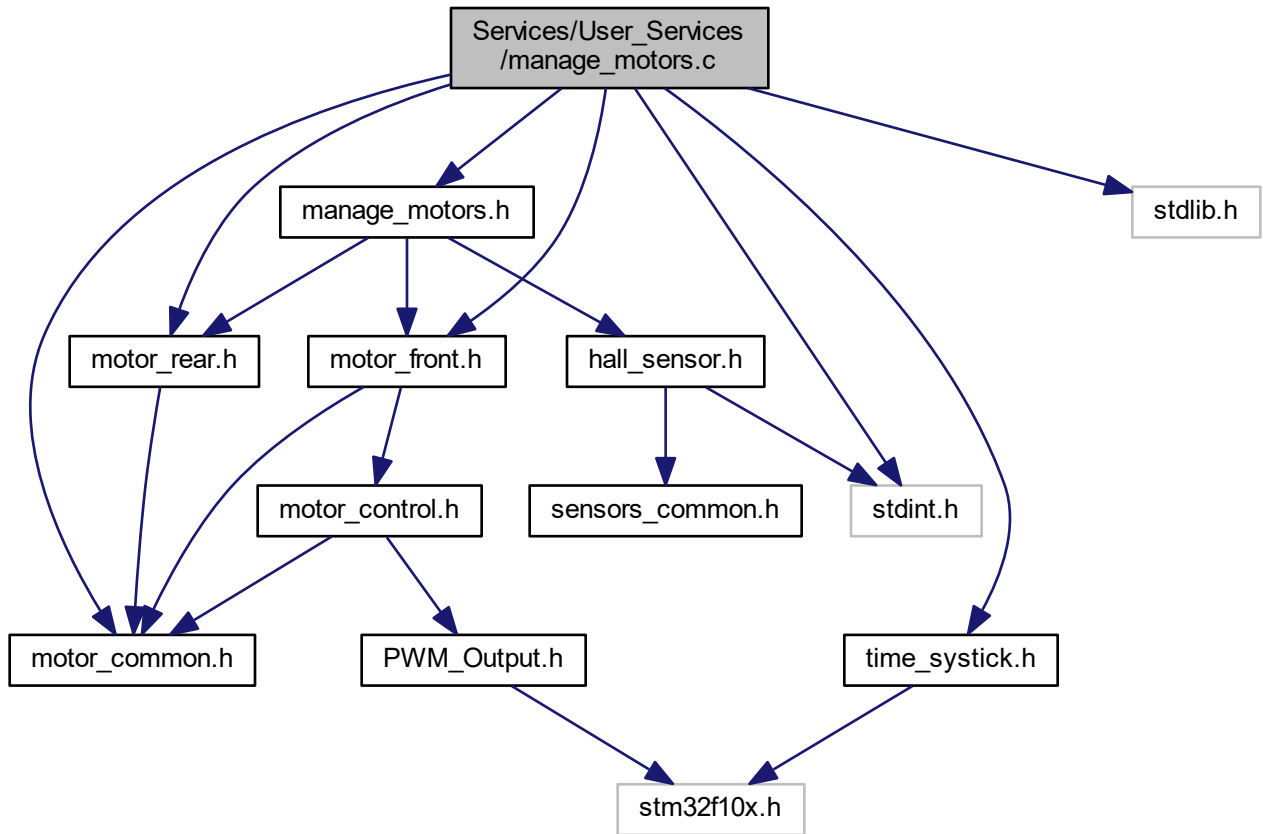 Services/User_Services
/manage_motors.c
manage_motors.h
stdlib.h
motor_rear.h
motor_front.h
hall_sensor.h
motor_control.h
sensors_common.h
stdint.h
motor_common.h
PWM_Output.h
time_systick.h
stm32f10x.h